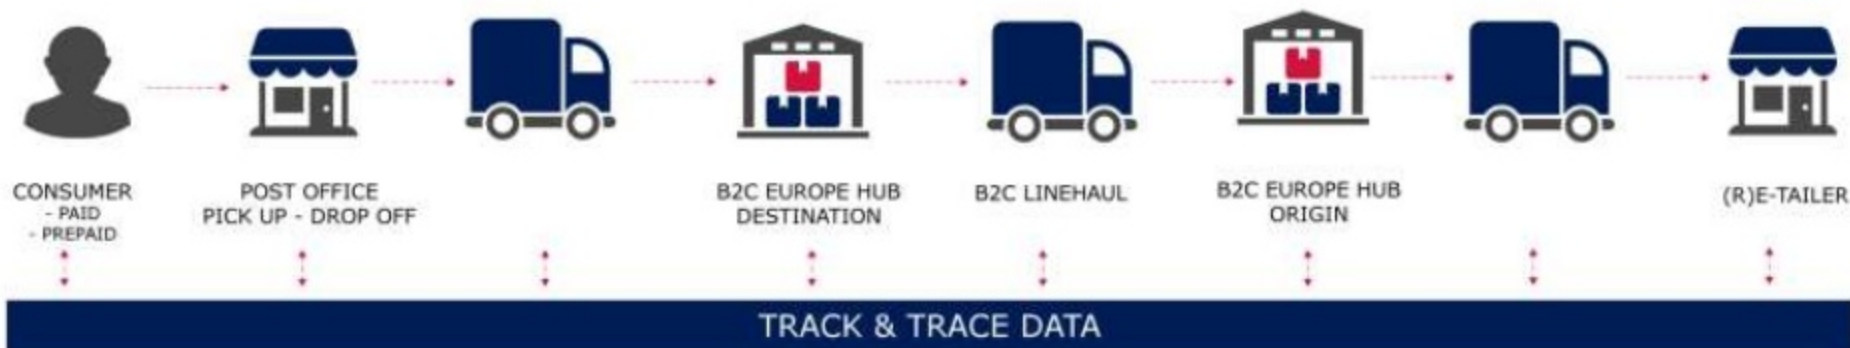 CONSUMER
- PAID
- PREPAID
POST OFFICE
PICK UP - DROP OFF
B2C EUROPE HUB
DESTINATION
B2C LINEHAUL
B2C EUROPE HUB
ORIGIN
(R)E-TAILER
TRACK & TRACE DATA